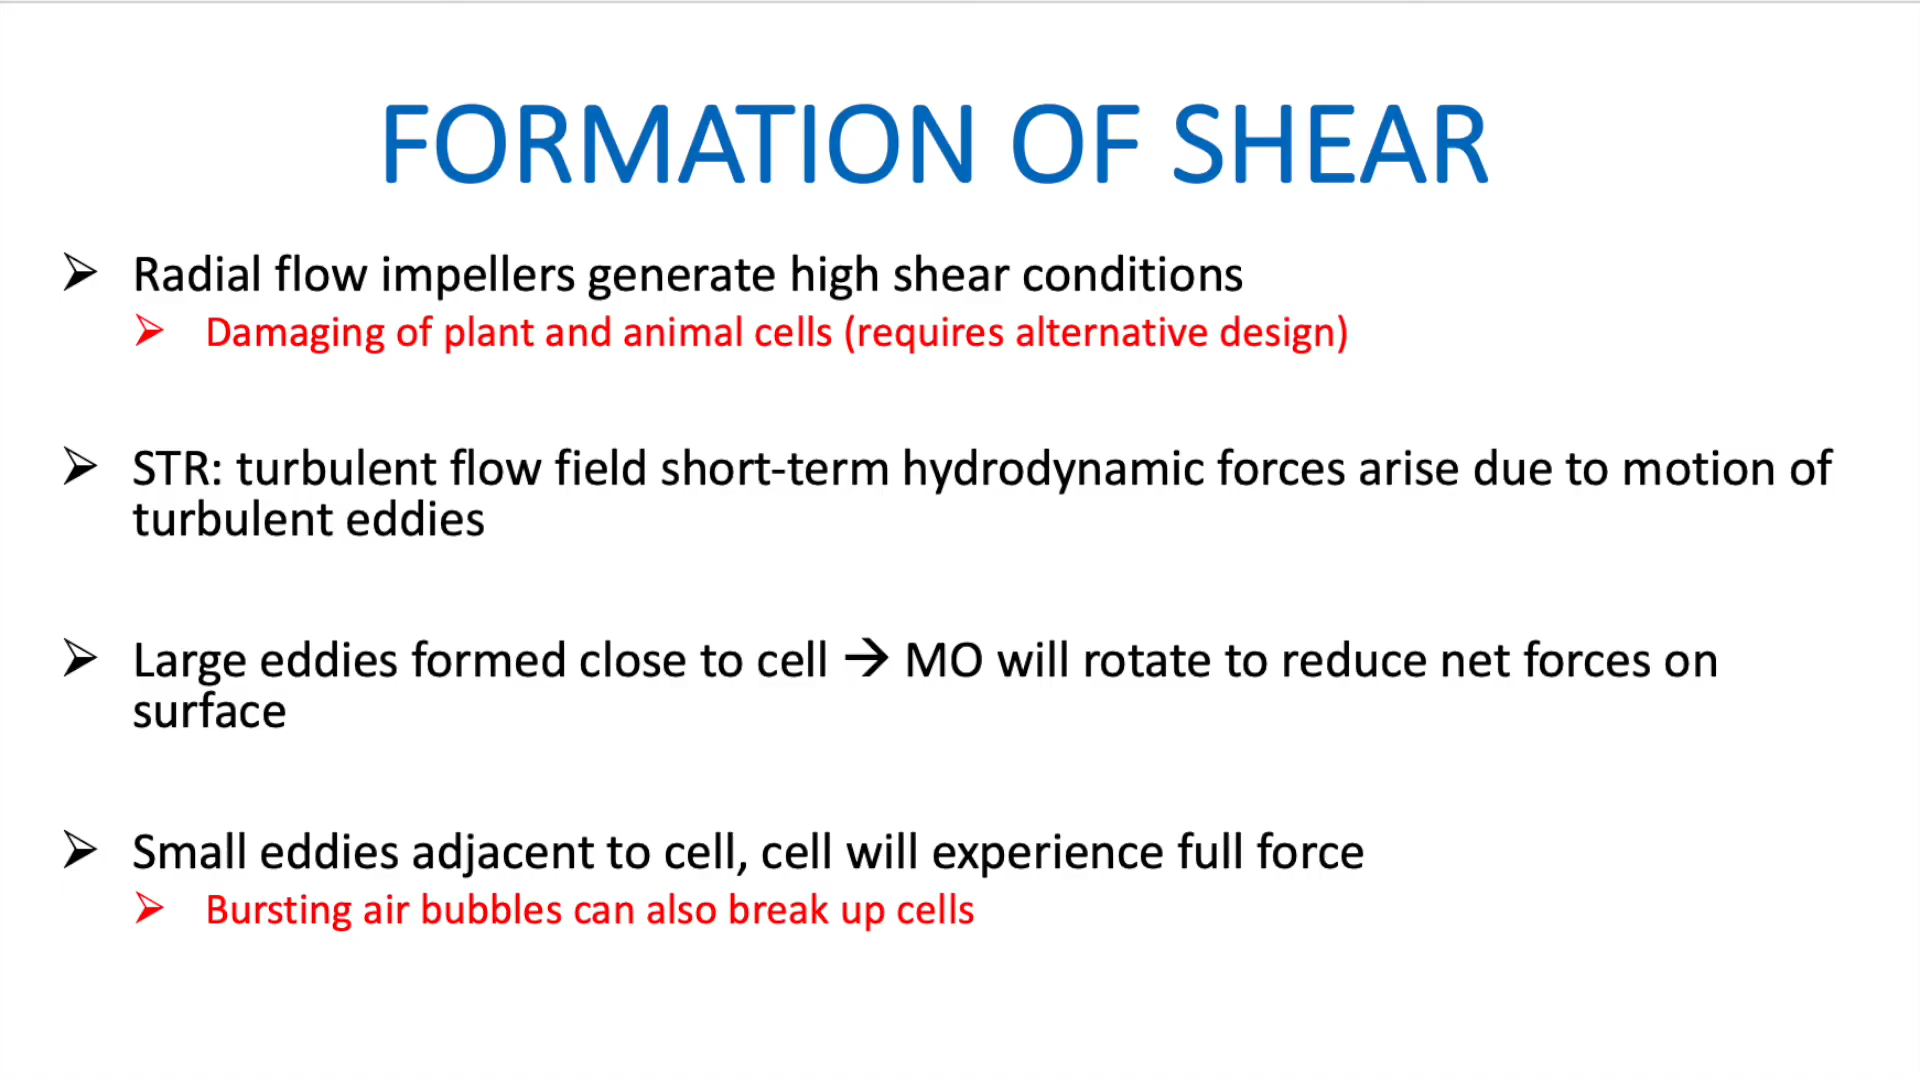 FORMATION OF SHEAR
➢ Radial flow impellers generate high shear conditions
➢ Damaging of plant and animal cells (requires alternative design)
➢ STR: turbulent flow field short-term hydrodynamic forces arise due to motion of
turbulent eddies
➢ Large eddies formed close to cell → MO will rotate to reduce net forces on
surface
➢ Small eddies adjacent to cell, cell will experience full force
➢ Bursting air bubbles can also break up cells